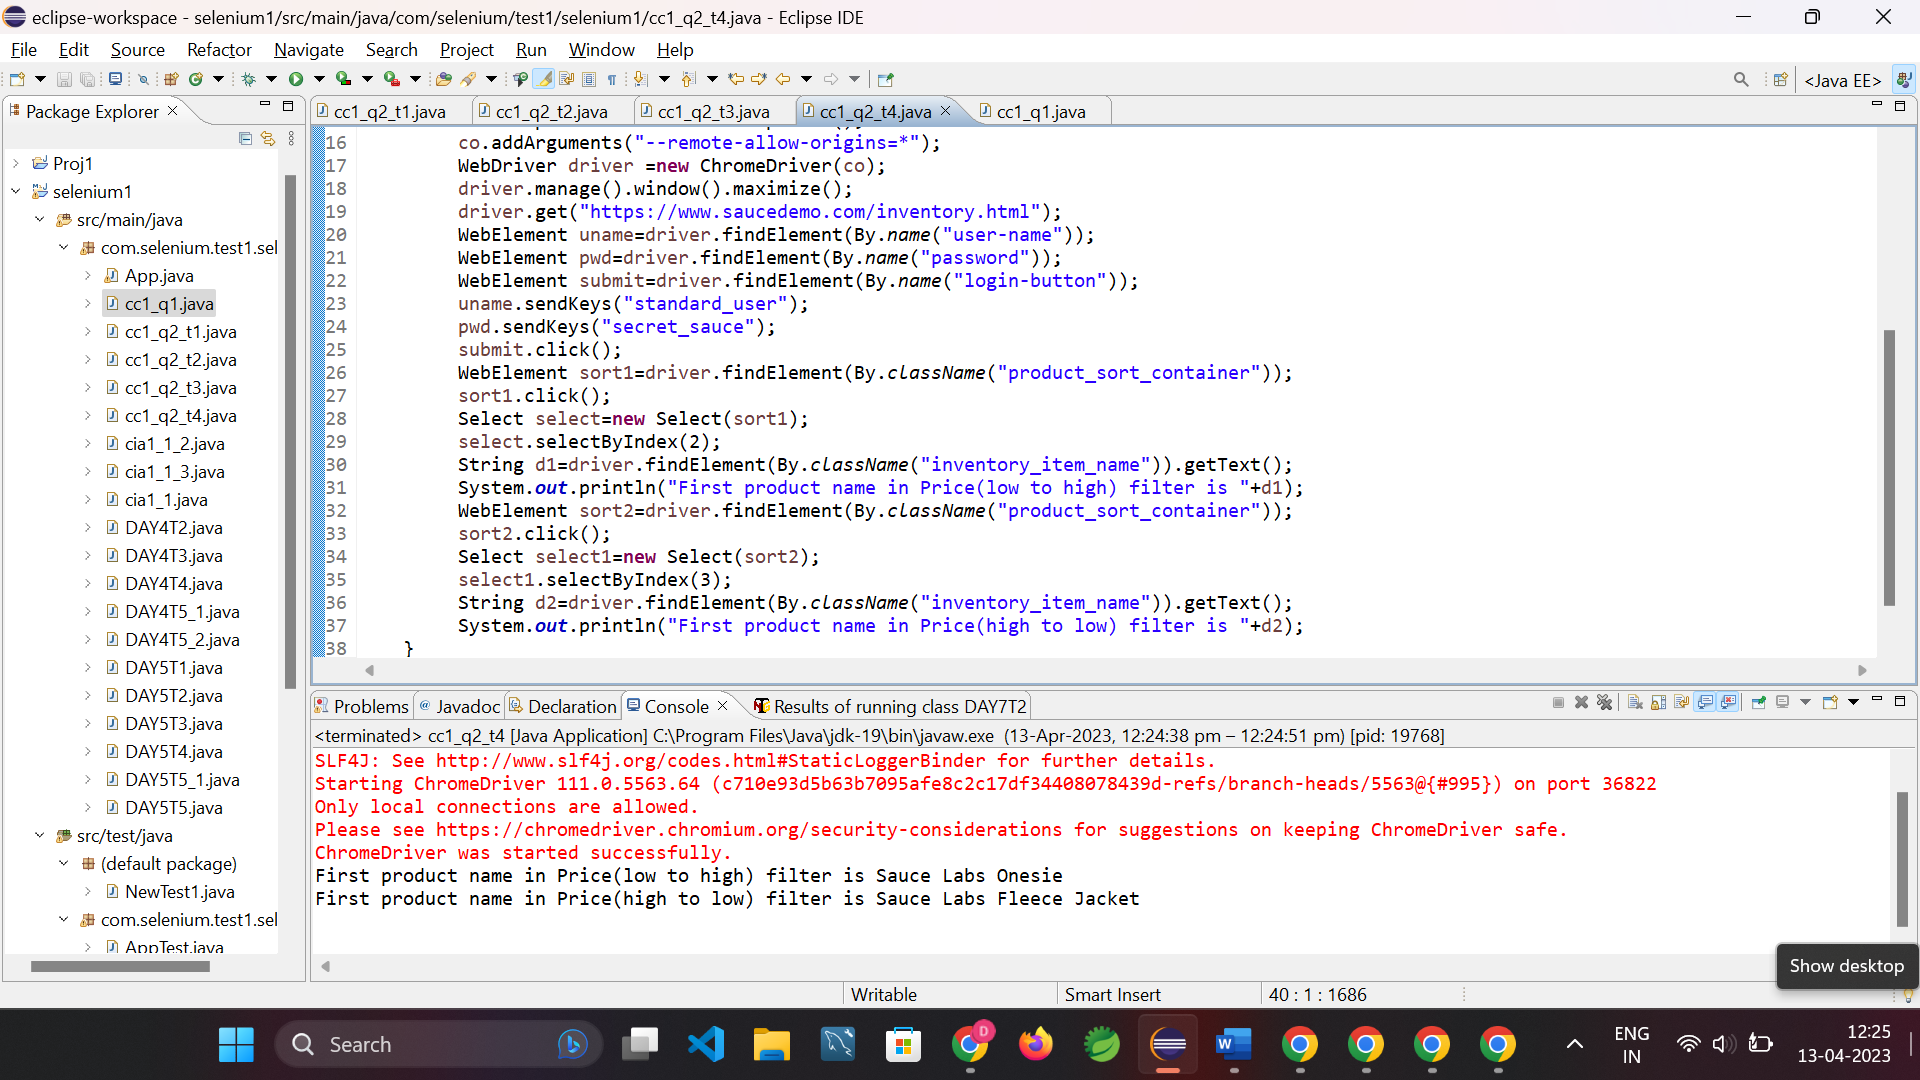 eclipse-workspace - selenium1/src/main/java/com/selenium/test1/selenium1/cc1_q2_t4.java - Eclipse IDE
File Edit Source Refactor Navigate Search Project Run Window Help
<Java EE>
Package Explorer
Proj1
selenium1
src/main/java
com.selenium.test1.sel
App.java
cc1_q1.java
cc1_q2_t1.java
cc1_q2_t2.java
cc1_q2_t3.java
cc1_q2_t4.java
cia1_1_2.java
cia1_1_3.java
cia1_1.java
DAY4T2.java
DAY4T3.java
DAY4T4.java
DAY4T5_1.java
DAY4T5_2.java
DAY5T1.java
DAY5T2.java
DAY5T3.java
DAY5T4.java
DAY5T5_1.java
DAY5T5.java
src/test/java
(default package)
NewTest1.java
com.selenium.test1.sel
AppTest.java
cc1_q2_t1.java cc1_q2_t2.java cc1_q2_t3.java cc1_q2_t4.java cc1_q1.java
16 co.addArguments("--remote-allow-origins=*");
17 WebDriver driver =new ChromeDriver(co);
18 driver.manage().window().maximize();
19 driver.get("https://www.saucedemo.com/inventory.html");
20 WebElement uname=driver.findElement(By.name("user-name"));
21 WebElement pwd=driver.findElement(By.name("password"));
22 WebElement submit=driver.findElement(By.name("login-button"));
23 uname.sendKeys("standard_user");
24 pwd.sendKeys("secret_sauce");
25 submit.click();
26 WebElement sort1=driver.findElement(By.className("product_sort_container"));
27 sort1.click();
28 Select select=new Select(sort1);
29 select.selectByIndex(2);
30 String d1=driver.findElement(By.className("inventory_item_name")).getText();
31 System.out.println("First product name in Price(low to high) filter is "+d1);
32 WebElement sort2=driver.findElement(By.className("product_sort_container"));
33 sort2.click();
34 Select select1=new Select(sort2);
35 select1.selectByIndex(3);
36 String d2=driver.findElement(By.className("inventory_item_name")).getText();
37 System.out.println("First product name in Price(high to low) filter is "+d2);
38 }
Problems @ Javadoc Declaration Console Results of running class DAY7T2
<terminated> cc1_q2_t4 [Java Application] C:\Program Files\Java\jdk-19\bin\javaw.exe (13-Apr-2023, 12:24:38 pm – 12:24:51 pm) [pid: 19768]
SLF4J: See http://www.slf4j.org/codes.html#StaticLoggerBinder for further details.
Starting ChromeDriver 111.0.5563.64 (c710e93d5b63b7095afe8c2c17df34408078439d-refs/branch-heads/5563@{#995}) on port 36822
Only local connections are allowed.
Please see https://chromedriver.chromium.org/security-considerations for suggestions on keeping ChromeDriver safe.
ChromeDriver was started successfully.
First product name in Price(low to high) filter is Sauce Labs Onesie
First product name in Price(high to low) filter is Sauce Labs Fleece Jacket
Show desktop
Writable Smart Insert 40 : 1 : 1686
Search
D
W
ENG
IN
12:25
13-04-2023